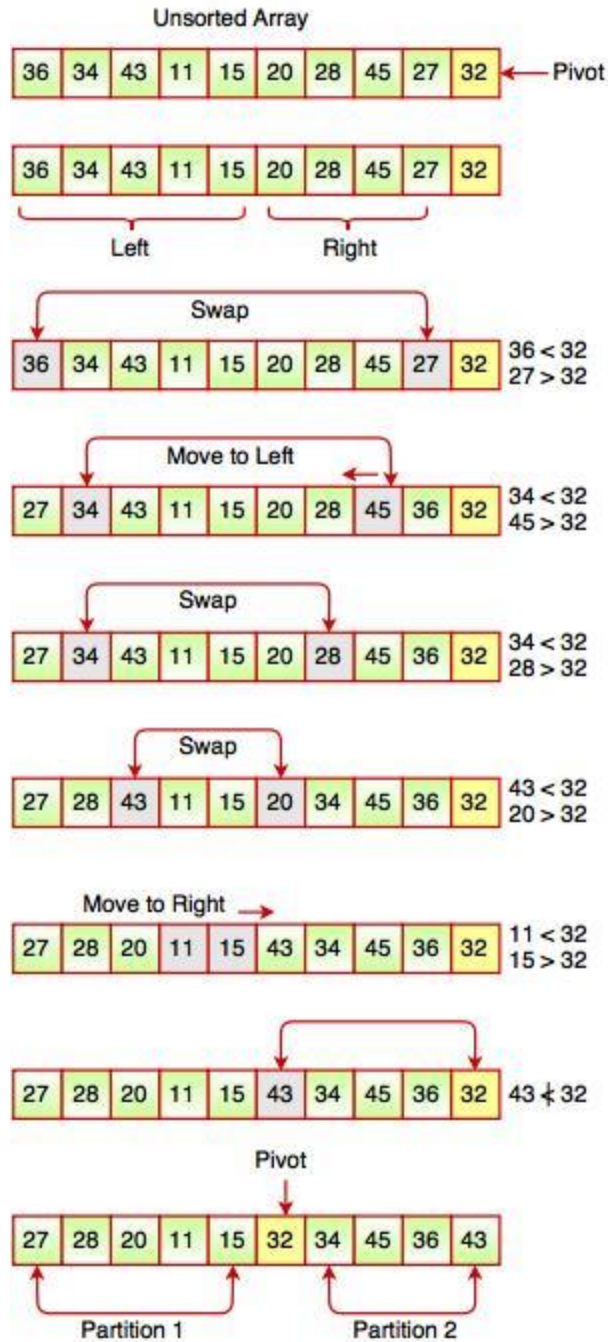 Unsorted Array
36 34 43 11 15 20 28 45 27 32 Pivot
36 34 43 11 15 20 28 45 27 32
Left Right
Swap
36 34 43 11 15 20 28 45 27 32
36 < 32
27 > 32
Move to Left
27 34 43 11 15 20 28 45 36 32
34 < 32
45 > 32
Swap
27 34 43 11 15 20 28 45 36 32
34 < 32
28 > 32
Swap
27 28 43 11 15 20 34 45 36 32
43 < 32
20 > 32
Move to Right
27 28 20 11 15 43 34 45 36 32
11 < 32
15 > 32
27 28 20 11 15 43 34 45 36 32 43 ≮ 32
Pivot
27 28 20 11 15 32 34 45 36 43
Partition 1 Partition 2